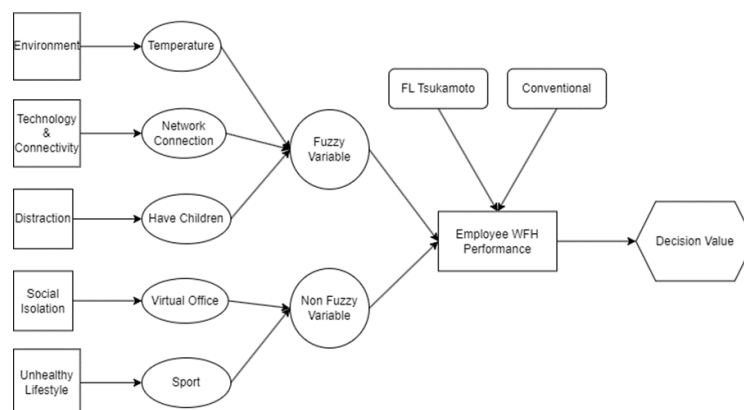 Environment
Temperature
Technology
&
Connectivity
Network
Connection
Distraction
Have Children
Social
Isolation
Virtual Office
Unhealthy
Lifestyle
Sport
Fuzzy
Variable
Non Fuzzy
Variable
FL Tsukamoto
Conventional
Employee WFH
Performance
Decision Value